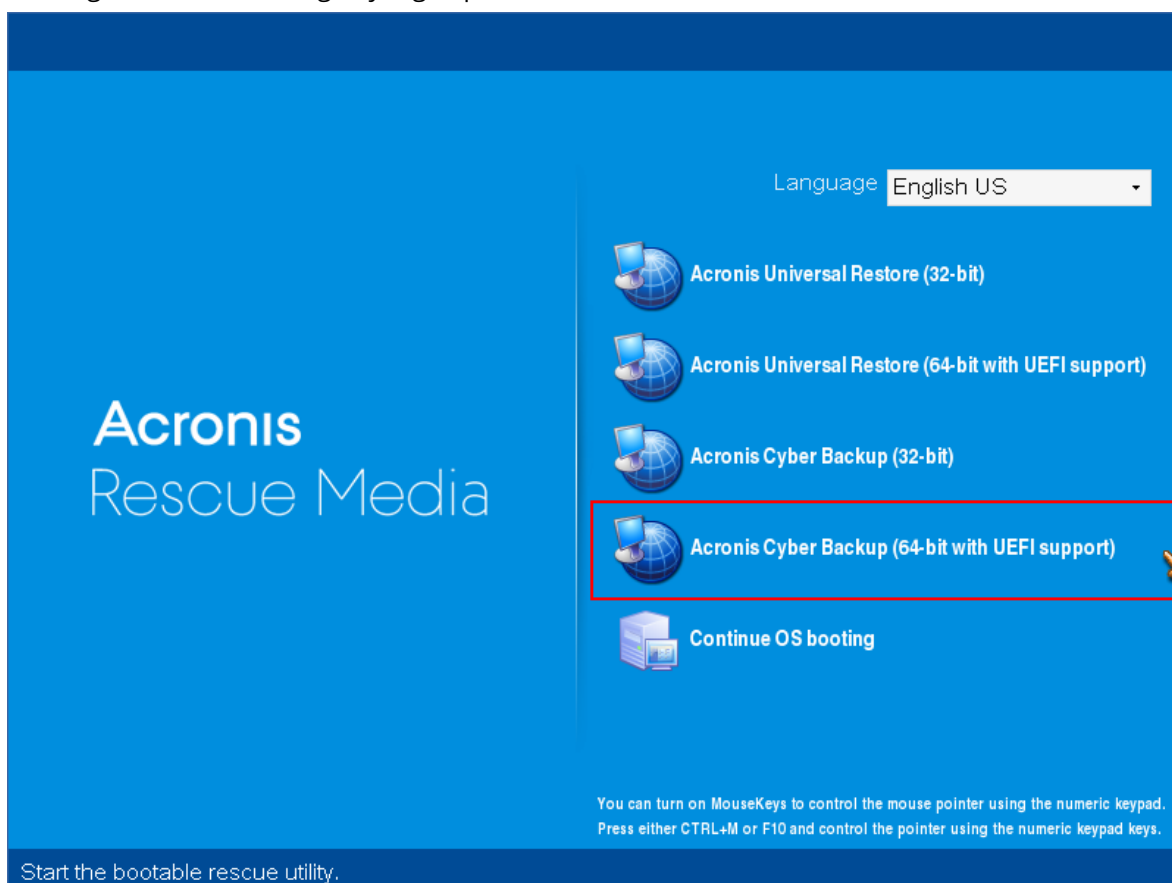 Language English US
Acronis Universal Restore (32-bit)
Acronis Universal Restore (64-bit with UEFI support)
Acronis
Rescue Media
Acronis Cyber Backup (32-bit)
Acronis Cyber Backup (64-bit with UEFI support)
Continue OS booting
You can turn on MouseKeys to control the mouse pointer using the numeric keypad.
Press either CTRL+M or F10 and control the pointer using the numeric keypad keys.
Start the bootable rescue utility.